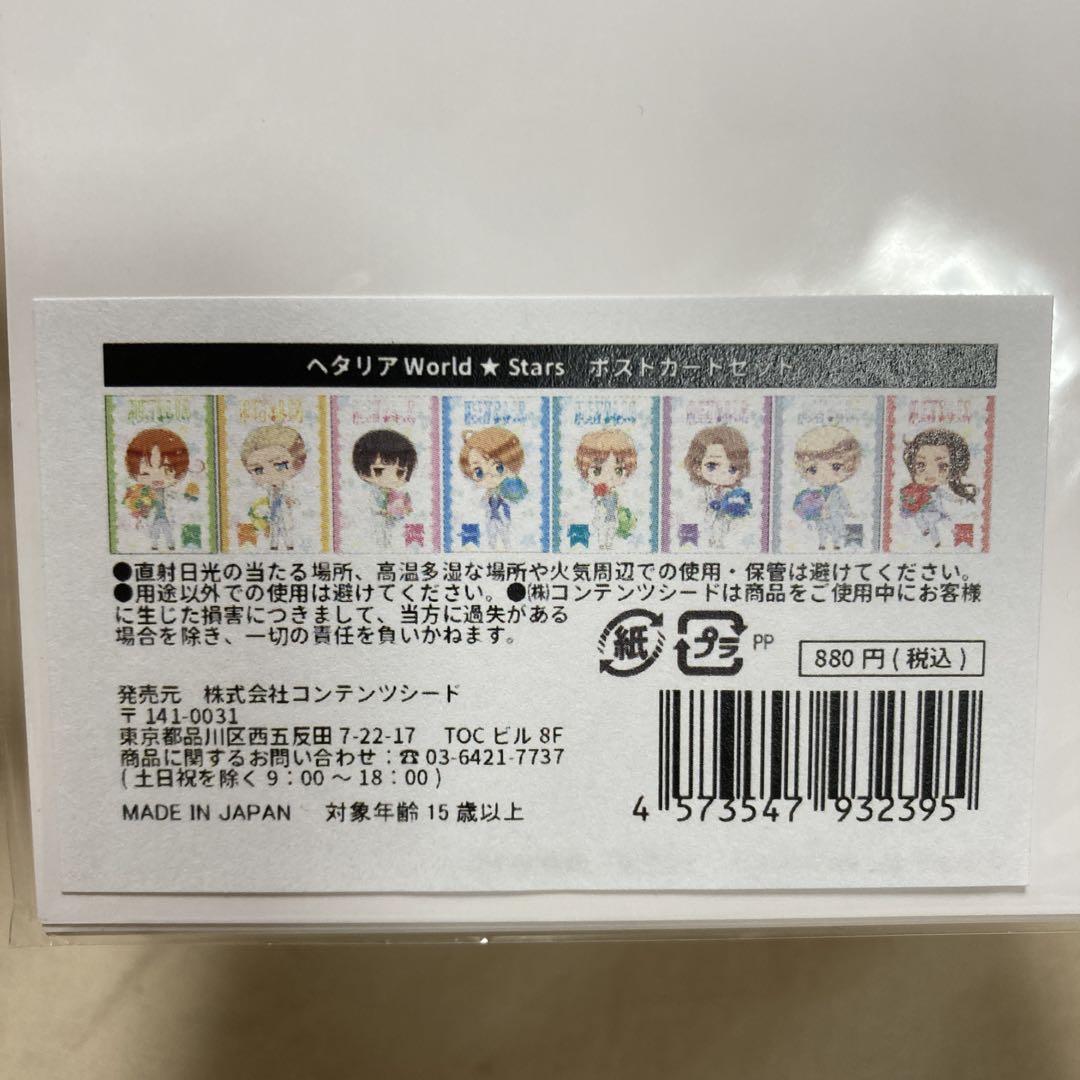 ヘタリア World ★ Stars ポストカードセット
●直射日光の当たる場所、高温多湿な場所や火気周辺での使用・保管は避けてください。
●用途以外での使用は避けてください。●㈱コンテンツシードは商品をご使用中にお客様
に生じた損害につきまして、当方に過失がある
場合を除き、一切の責任を負いかねます。
紙
プラ
PP
880円(税込)
発売元 株式会社コンテンツシード
〒141-0031
東京都品川区西五反田 7-22-17 TOC ビル 8F
商品に関するお問い合わせ：☎03-6421-7737
(土日祝を除く 9：00 ～ 18：00)
MADE IN JAPAN 対象年齢 15 歳以上
4 573547 932395